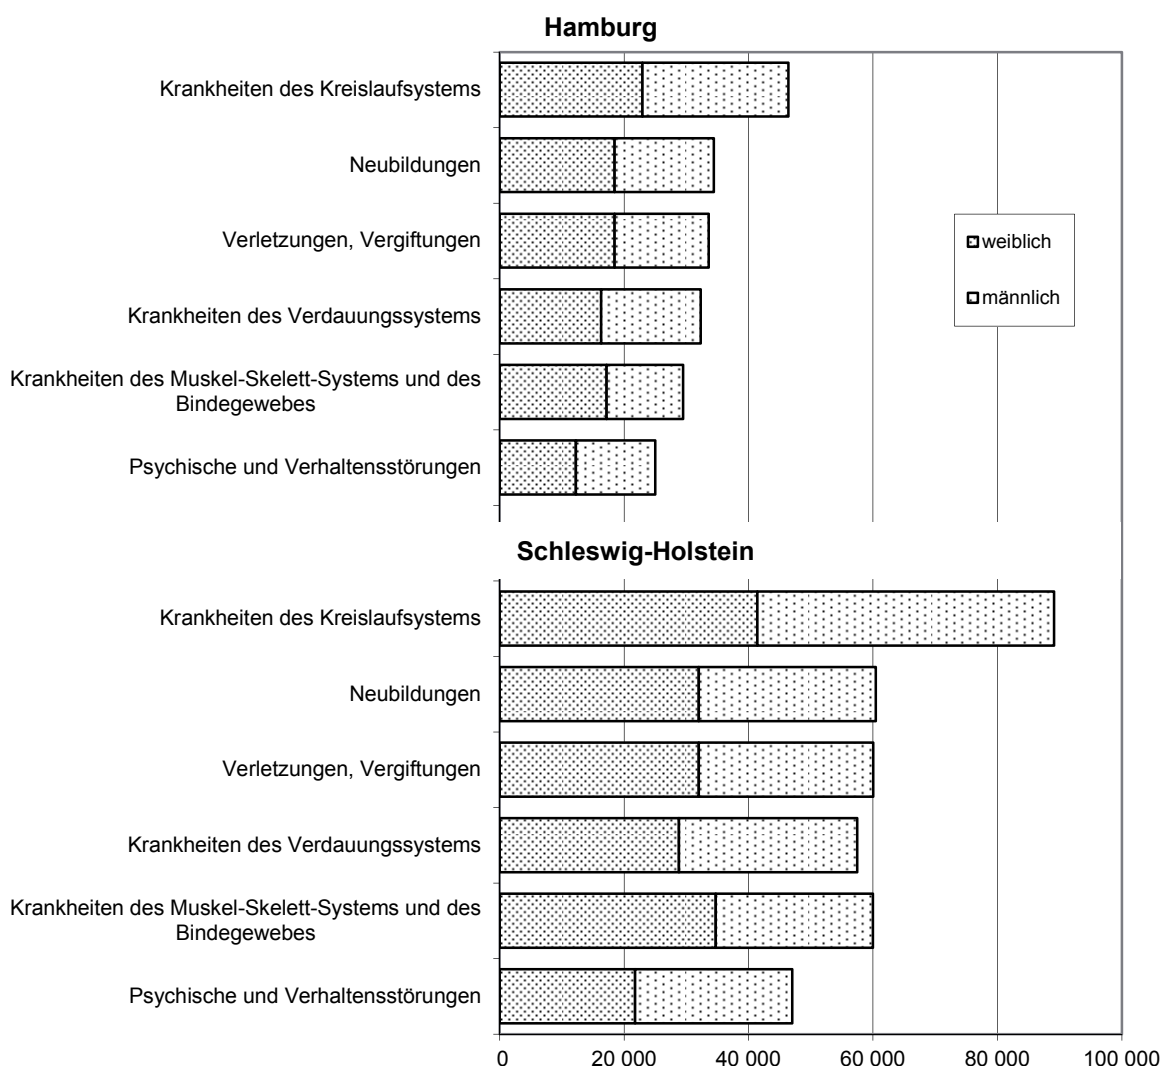 Hamburg
Krankheiten des Kreislaufsystems
Neubildungen
Verletzungen, Vergiftungen
weiblich
männlich
Krankheiten des Verdauungssystems
Krankheiten des Muskel-Skelett-Systems und des
Bindegewebes
Psychische und Verhaltensstörungen
Schleswig-Holstein
Krankheiten des Kreislaufsystems
Neubildungen
Verletzungen, Vergiftungen
Krankheiten des Verdauungssystems
Krankheiten des Muskel-Skelett-Systems und des
Bindegewebes
Psychische und Verhaltensstörungen
0 20 000 40 000 60 000 80 000 100 000